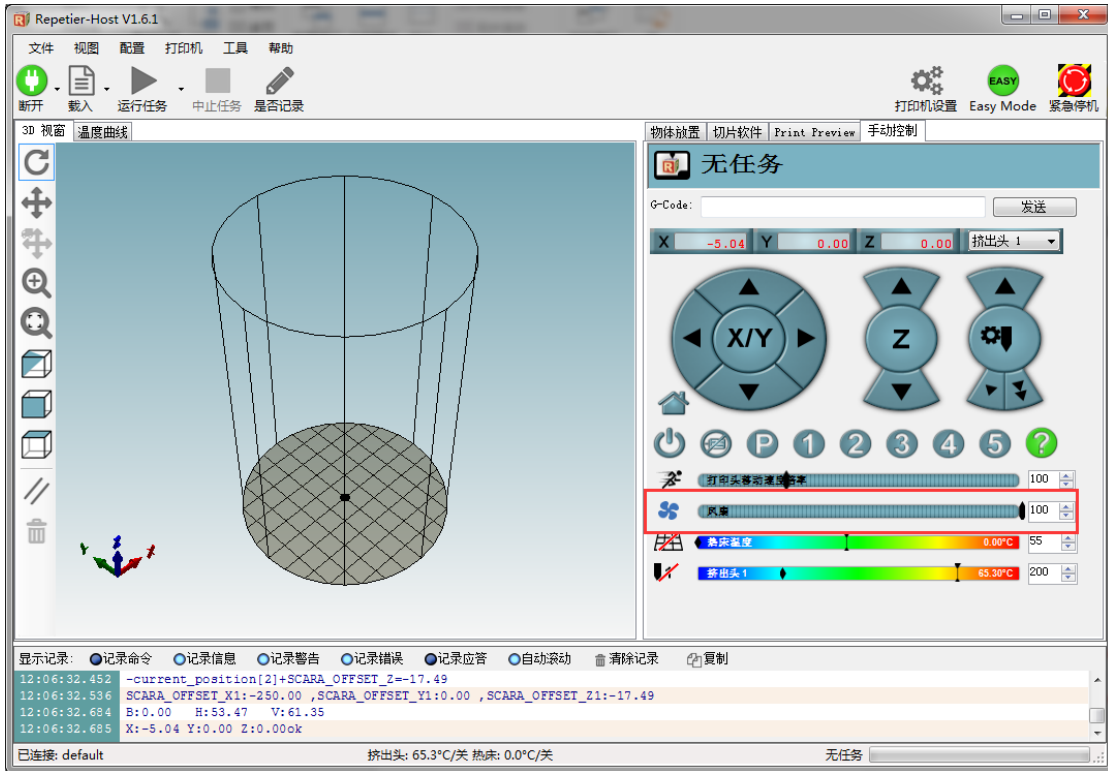 Repetier-Host V1.6.1
文件 视图 配置 打印机 工具 帮助
断开 载入 运行任务 中止任务 是否记录 打印机设置 Easy Mode 紧急停机
EASY
3D 视窗 温度曲线 物体放置 切片软件 Print Preview 手动控制
R 无任务
G-Code: 发送
X -5.04 Y 0.00 Z 0.00 挤出头 1
X/Y Z
P 1 2 3 4 5 ?
打印头移动速度倍率 100
风扇 100
热床温度 0.00°C 55
挤出头1 65.30°C 200
Y Z X
显示记录: 记录命令 记录信息 记录警告 记录错误 记录应答 自动滚动 清除记录 复制
12:06:32.452 -current_position[2]+SCARA_OFFSET_Z=-17.49
12:06:32.536 SCARA_OFFSET_X1:-250.00 ,SCARA_OFFSET_Y1:0.00 ,SCARA_OFFSET_Z1:-17.49
12:06:32.684 B:0.00 H:53.47 V:61.35
12:06:32.685 X:-5.04 Y:0.00 Z:0.00ok
已连接: default 挤出头: 65.3°C/关 热床: 0.0°C/关 无任务